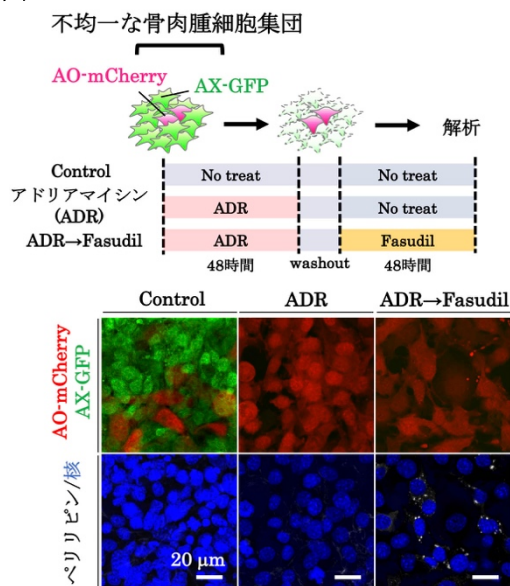 不均一な骨肉腫細胞集団
AO-mCherry
AX-GFP
解析
Control No treat No treat
アドリアマイシン
(ADR) ADR No treat
ADR→Fasudil ADR Fasudil
48時間 washout 48時間
Control ADR ADR→Fasudil
AO-mCherry
AX-GFP
ペリリピン/核
20 μm